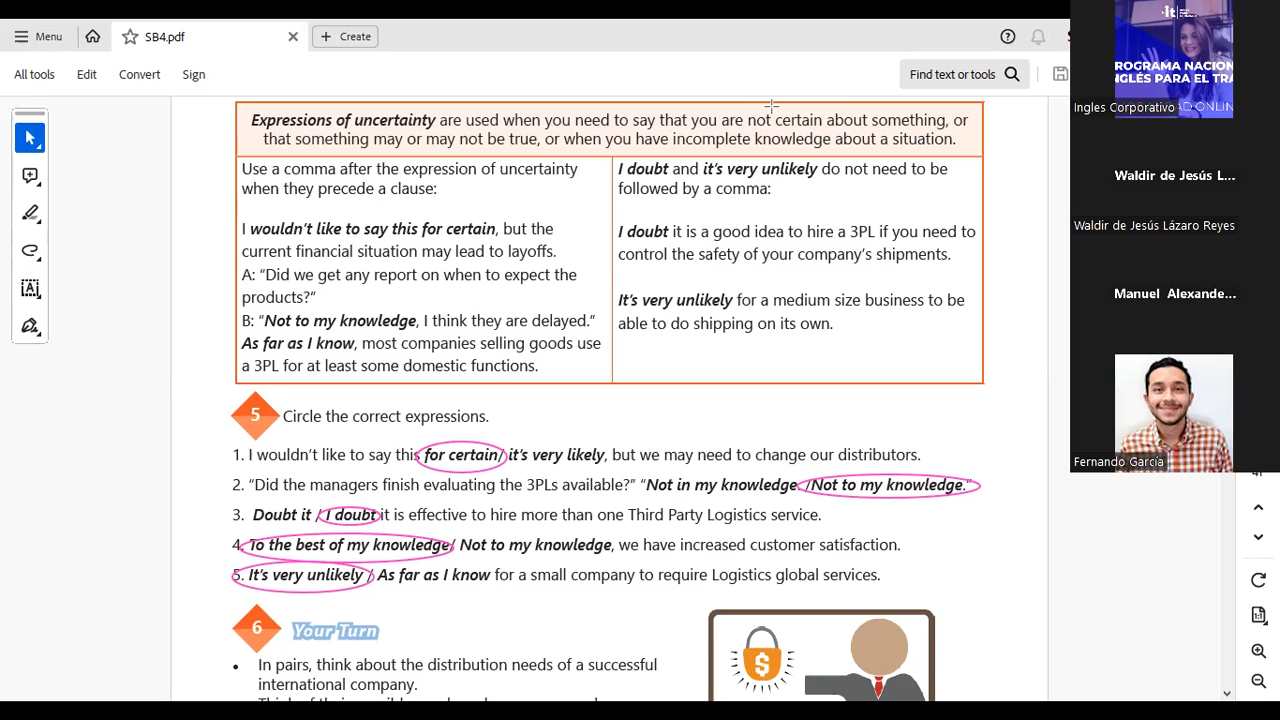 Menu
SB4.pdf
Create
All tools
Edit
Convert
Sign
Find text or tools
Expressions of uncertainty are used when you need to say that you are not certain about something, or
that something may or may not be true, or when you have incomplete knowledge about a situation.
Use a comma after the expression of uncertainty
when they precede a clause:
I wouldn't like to say this for certain, but the
current financial situation may lead to layoffs.
A: “Did we get any report on when to expect the
products?”
B: “Not to my knowledge, I think they are delayed.”
As far as I know, most companies selling goods use
a 3PL for at least some domestic functions.
I doubt and it's very unlikely do not need to be
followed by a comma:
I doubt it is a good idea to hire a 3PL if you need to
control the safety of your company's shipments.
It's very unlikely for a medium size business to be
able to do shipping on its own.
5 Circle the correct expressions.
1. I wouldn't like to say this for certain/ it's very likely, but we may need to change our distributors.
2. “Did the managers finish evaluating the 3PLs available?” “Not in my knowledge. /Not to my knowledge.”
3. Doubt it / I doubt it is effective to hire more than one Third Party Logistics service.
4. To the best of my knowledge/ Not to my knowledge, we have increased customer satisfaction.
5. It's very unlikely / As far as I know for a small company to require Logistics global services.
6 Your Turn
• In pairs, think about the distribution needs of a successful
international company.
$
it:
ROGRAMA NACION
INGLÉS PARA EL TRA
AD ONLIN
Ingles Corporativo
Waldir de Jesús L...
Waldir de Jesús Lázaro Reyes
Manuel Alexande...
Fernando García
1:1